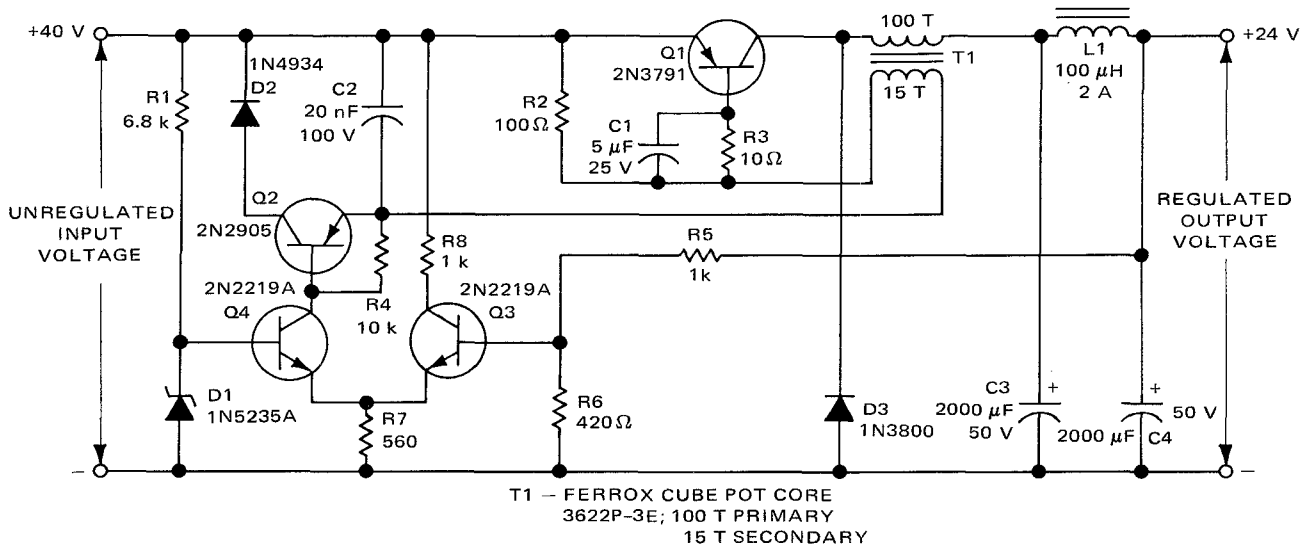 +40 V
1N4934
D2
C2
20 nF
100 V
R1
6.8 k
Q1
2N3791
R2
100Ω
C1
5 μF
25 V
R3
10Ω
100 T
T1
15 T
L1
100 μH
2 A
+24 V
UNREGULATED
INPUT
VOLTAGE
Q2
2N2905
R8
1 k
R5
1k
REGULATED
OUTPUT
VOLTAGE
2N2219A
Q4
R4
10 k
2N2219A
Q3
D1
1N5235A
R7
560
R6
420Ω
D3
1N3800
C3
2000 μF
50 V
+
+
50 V
2000 μF C4
–
–
T1 – FERROX CUBE POT CORE
3622P–3E; 100 T PRIMARY
15 T SECONDARY